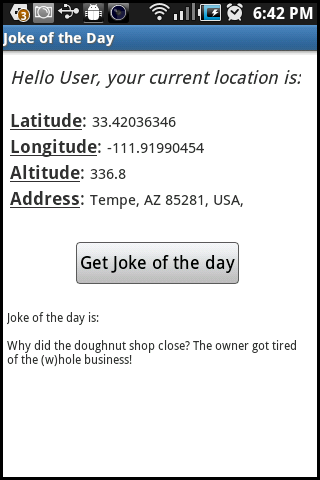 3 6:42 PM
Joke of the Day
Hello User, your current location is:
Latitude: 33.42036346
Longitude: -111.91990454
Altitude: 336.8
Address: Tempe, AZ 85281, USA,
Get Joke of the day
Joke of the day is:
Why did the doughnut shop close? The owner got tired
of the (w)hole business!